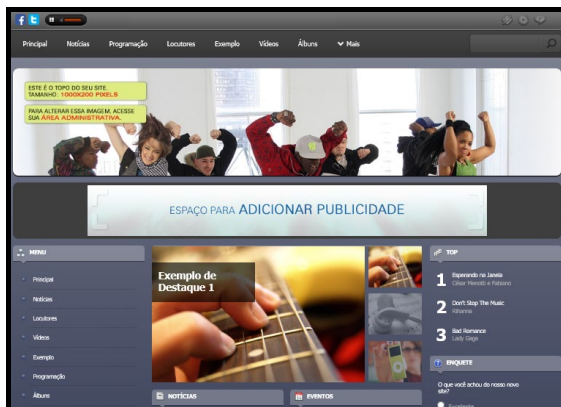 Principal Notícias Programação Locutores Exemplo Vídeos Álbuns Mais
ESTE É O TOPO DO SEU SITE.
TAMANHO: 1000X200 PIXELS
PARA ALTERAR ESSA IMAGEM, ACESSE
SUA ÁREA ADMINISTRATIVA.
ESPAÇO PARA ADICIONAR PUBLICIDADE
MENU
Principal
Notícias
Locutores
Vídeos
Exemplo
Programação
Álbuns
Exemplo de
Destaque 1
NOTÍCIAS
EVENTOS
TOP
1 Esperando na Janela
César Menotti e Fabiano
2 Don't Stop The Music
Rihanna
3 Bad Romance
Lady Gaga
ENQUETE
O que você achou do nosso novo
site?